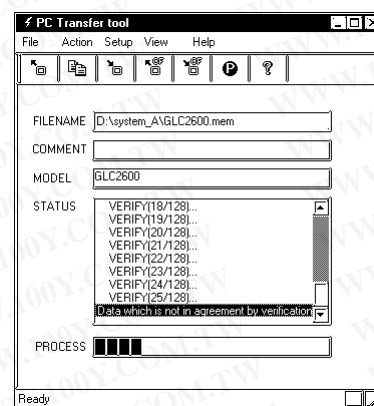 PC Transfer tool
File Action Setup View Help
FILENAME D:\system_A\GLC2600.mem
COMMENT
MODEL GLC2600
STATUS VERIFY(18/128)...
VERIFY(19/128)...
VERIFY(20/128)...
VERIFY(21/128)...
VERIFY(22/128)...
VERIFY(23/128)...
VERIFY(24/128)...
VERIFY(25/128)...
Data which is not in agreement by verification
PROCESS
Ready